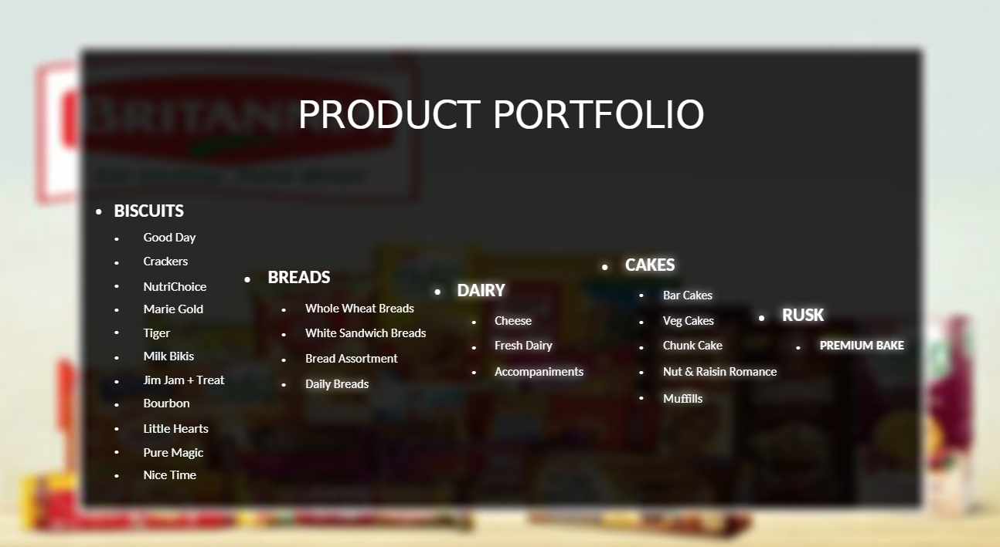 BRITANNIA
PRODUCT PORTFOLIO
• BISCUITS
• Good Day
• Crackers
• NutriChoice
• Marie Gold
• Tiger
• Milk Bikis
• Jim Jam + Treat
• Bourbon
• Little Hearts
• Pure Magic
• Nice Time
• BREADS
• Whole Wheat Breads
• White Sandwich Breads
• Bread Assortment
• Daily Breads
• DAIRY
• Cheese
• Fresh Dairy
• Accompaniments
• CAKES
• Bar Cakes
• Veg Cakes
• Chunk Cake
• Nut & Raisin Romance
• Muffills
• RUSK
• PREMIUM BAKE